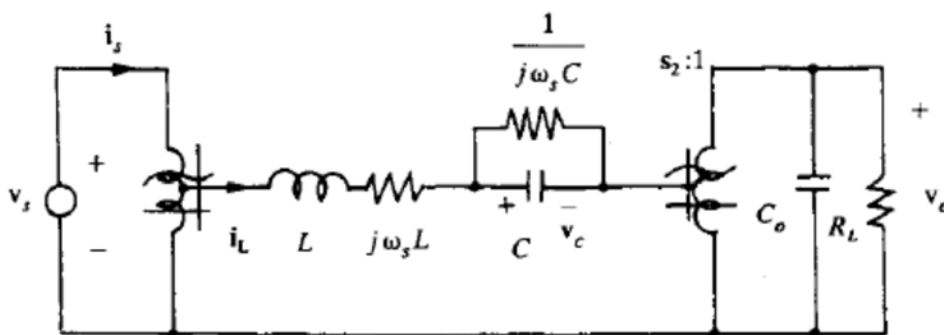 i_s
1
jω_sC
s_2:1
+
v_s
−
i_L
L
jω_sL
+
C
−
v_c
C_o
R_L
+
v_o